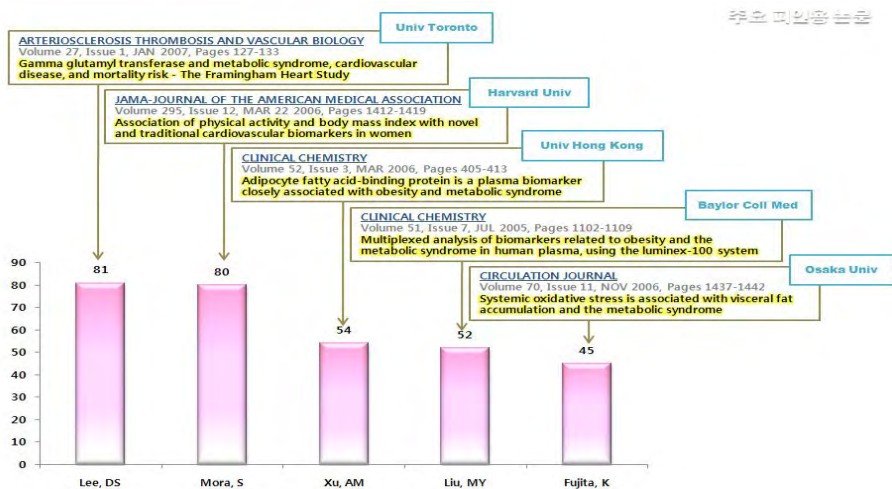 주요 피인용 논문
Univ Toronto
ARTERIOSCLEROSIS THROMBOSIS AND VASCULAR BIOLOGY
Volume 27, Issue 1, JAN 2007, Pages 127-133
Gamma glutamyl transferase and metabolic syndrome, cardiovascular
disease, and mortality risk - The Framingham Heart Study
Harvard Univ
JAMA-JOURNAL OF THE AMERICAN MEDICAL ASSOCIATION
Volume 295, Issue 12, MAR 22 2006, Pages 1412-1419
Association of physical activity and body mass index with novel
and traditional cardiovascular biomarkers in women
Univ Hong Kong
CLINICAL CHEMISTRY
Volume 52, Issue 3, MAR 2006, Pages 405-413
Adipocyte fatty acid-binding protein is a plasma biomarker
closely associated with obesity and metabolic syndrome
Baylor Coll Med
CLINICAL CHEMISTRY
Volume 51, Issue 7, JUL 2005, Pages 1102-1109
Multiplexed analysis of biomarkers related to obesity and the
metabolic syndrome in human plasma, using the luminex-100 system
Osaka Univ
CIRCULATION JOURNAL
Volume 70, Issue 11, NOV 2006, Pages 1437-1442
Systemic oxidative stress is associated with visceral fat
accumulation and the metabolic syndrome
90
80
70
60
50
40
30
20
10
0
81
80
54
52
45
Lee, DS
Mora, S
Xu, AM
Liu, MY
Fujita, K